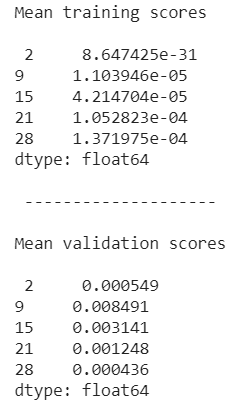 Mean training scores
2 8.647425e-31
9 1.103946e-05
15 4.214704e-05
21 1.052823e-04
28 1.371975e-04
dtype: float64
--------------------
Mean validation scores
2 0.000549
9 0.008491
15 0.003141
21 0.001248
28 0.000436
dtype: float64